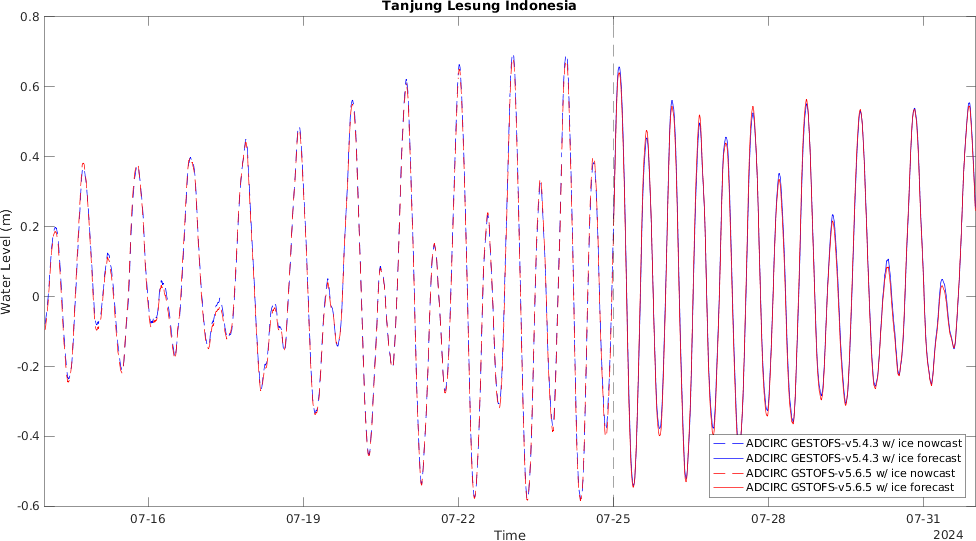 Tanjung Lesung Indonesia
0.8
0.6
0.4
0.2
0
-0.2
-0.4
-0.6
Water Level (m)
07-16
07-19
07-22
07-25
07-28
07-31
2024
Time
ADCIRC GESTOFS-v5.4.3 w/ ice nowcast
ADCIRC GESTOFS-v5.4.3 w/ ice forecast
ADCIRC GSTOFS-v5.6.5 w/ ice nowcast
ADCIRC GSTOFS-v5.6.5 w/ ice forecast